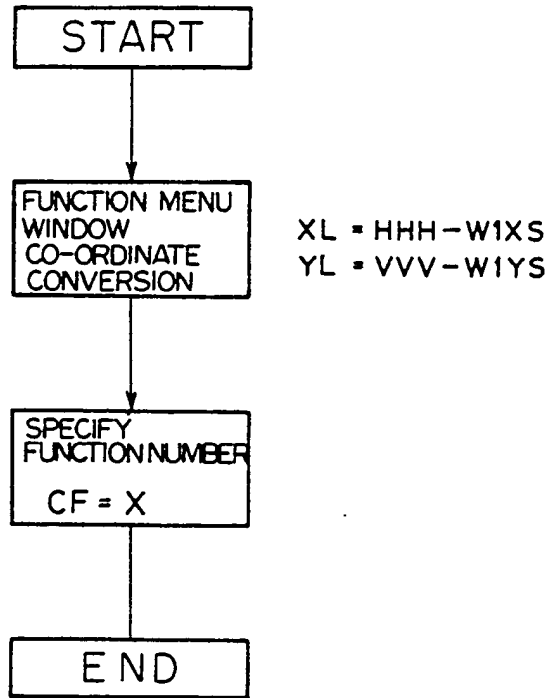 START
FUNCTION MENU
WINDOW
CO-ORDINATE
CONVERSION
XL = HHH-W1XS
YL = VVV-W1YS
SPECIFY
FUNCTION NUMBER
CF = X
END